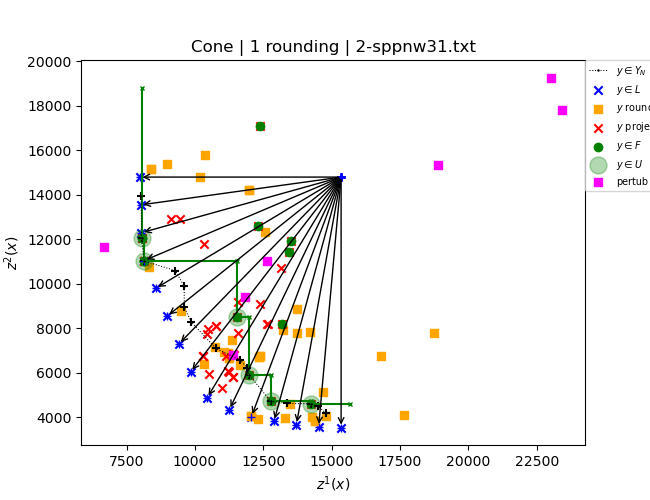 Cone | 1 rounding | 2-sppnw31.txt
20000
18000
16000
14000
12000
10000
8000
6000
4000
z²(x)
7500
10000
12500
15000
17500
20000
22500
z¹(x)
y ∈ Y_N
y ∈ L
y roun
y proje
y ∈ F
y ∈ U
pertub